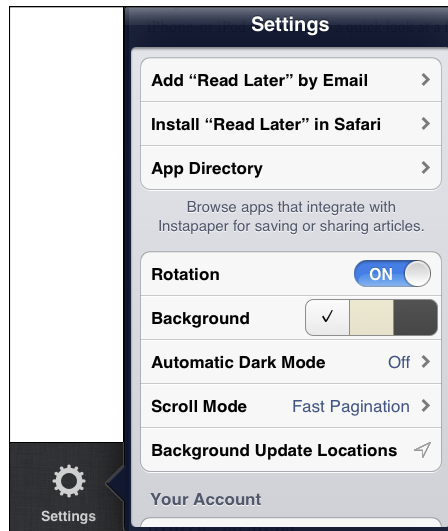 Settings
Add “Read Later” by Email
Install “Read Later” in Safari
App Directory
Browse apps that integrate with
Instapaper for saving or sharing articles.
Rotation ON
Background
Automatic Dark Mode Off
Scroll Mode Fast Pagination
Background Update Locations
Your Account
Settings